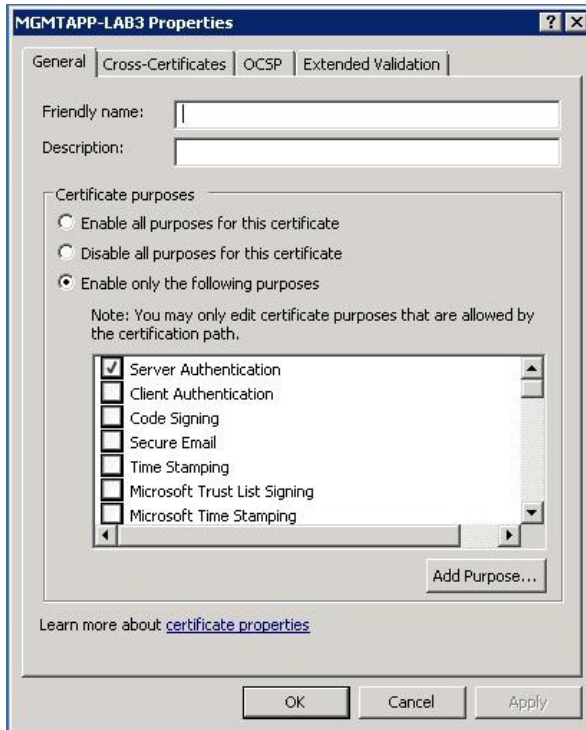 MGMTAPP-LAB3 Properties
General
Cross-Certificates
OCSP
Extended Validation
Friendly name:
Description:
Certificate purposes
Enable all purposes for this certificate
Disable all purposes for this certificate
Enable only the following purposes
Note: You may only edit certificate purposes that are allowed by
the certification path.
Server Authentication
Client Authentication
Code Signing
Secure Email
Time Stamping
Microsoft Trust List Signing
Microsoft Time Stamping
Add Purpose...
Learn more about certificate properties
OK
Cancel
Apply